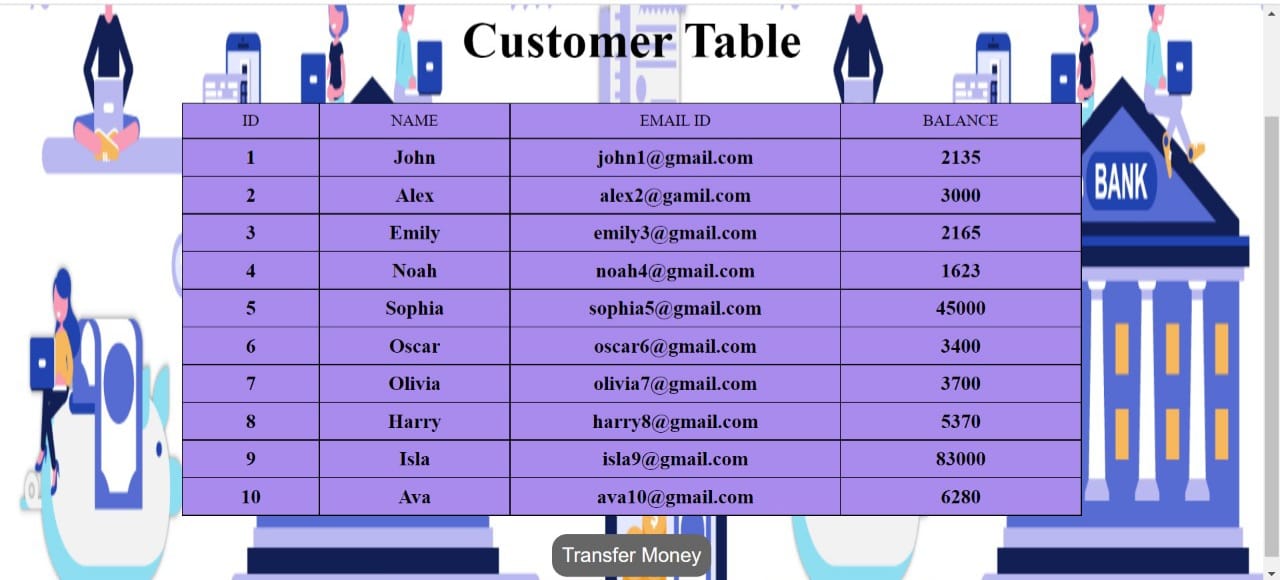 Customer Table
ID NAME EMAIL ID BALANCE
1 John john1@gmail.com 2135
2 Alex alex2@gamil.com 3000
3 Emily emily3@gmail.com 2165
4 Noah noah4@gmail.com 1623
5 Sophia sophia5@gmail.com 45000
6 Oscar oscar6@gmail.com 3400
7 Olivia olivia7@gmail.com 3700
8 Harry harry8@gmail.com 5370
9 Isla isla9@gmail.com 83000
10 Ava ava10@gmail.com 6280
BANK
Transfer Money